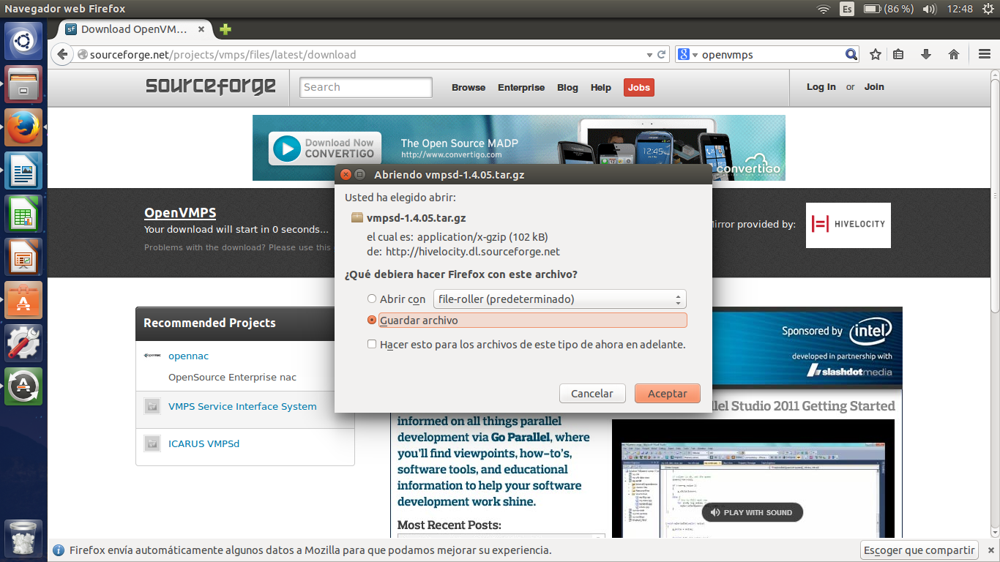 Navegador web Firefox
Es (86 %) 12:48
sf Download OpenVM…
sourceforge.net/projects/vmps/files/latest/download
openvmps
sourceforge
Search
Browse Enterprise Blog Help Jobs
Log In or Join
Download Now
CONVERTIGO
The Open Source MADP
http://www.convertigo.com
12:45
convertigo
Abriendo vmpsd-1.4.05.tar.gz
Usted ha elegido abrir:
vmpsd-1.4.05.tar.gz
el cual es: application/x-gzip (102 kB)
de: http://hivelocity.dl.sourceforge.net
¿Qué debiera hacer Firefox con este archivo?
Abrir con file-roller (predeterminado)
Guardar archivo
Hacer esto para los archivos de este tipo de ahora en adelante.
Cancelar Aceptar
OpenVMPS
Your download will start in 0 seconds...
Problems with the download? Please use this
Mirror provided by:
HIVELOCITY
Recommended Projects
opennac
opennac
OpenSource Enterprise nac
VMPS Service Interface System
ICARUS VMPSd
Sponsored by intel
developed in partnership with
slashdotmedia
llel Studio 2011 Getting Started
informed on all things parallel
development via Go Parallel, where
you'll find viewpoints, how-to's,
software tools, and educational
information to help your software
development work shine.
Most Recent Posts:
PLAY WITH SOUND
Firefox envía automáticamente algunos datos a Mozilla para que podamos mejorar su experiencia.
Escoger que compartir